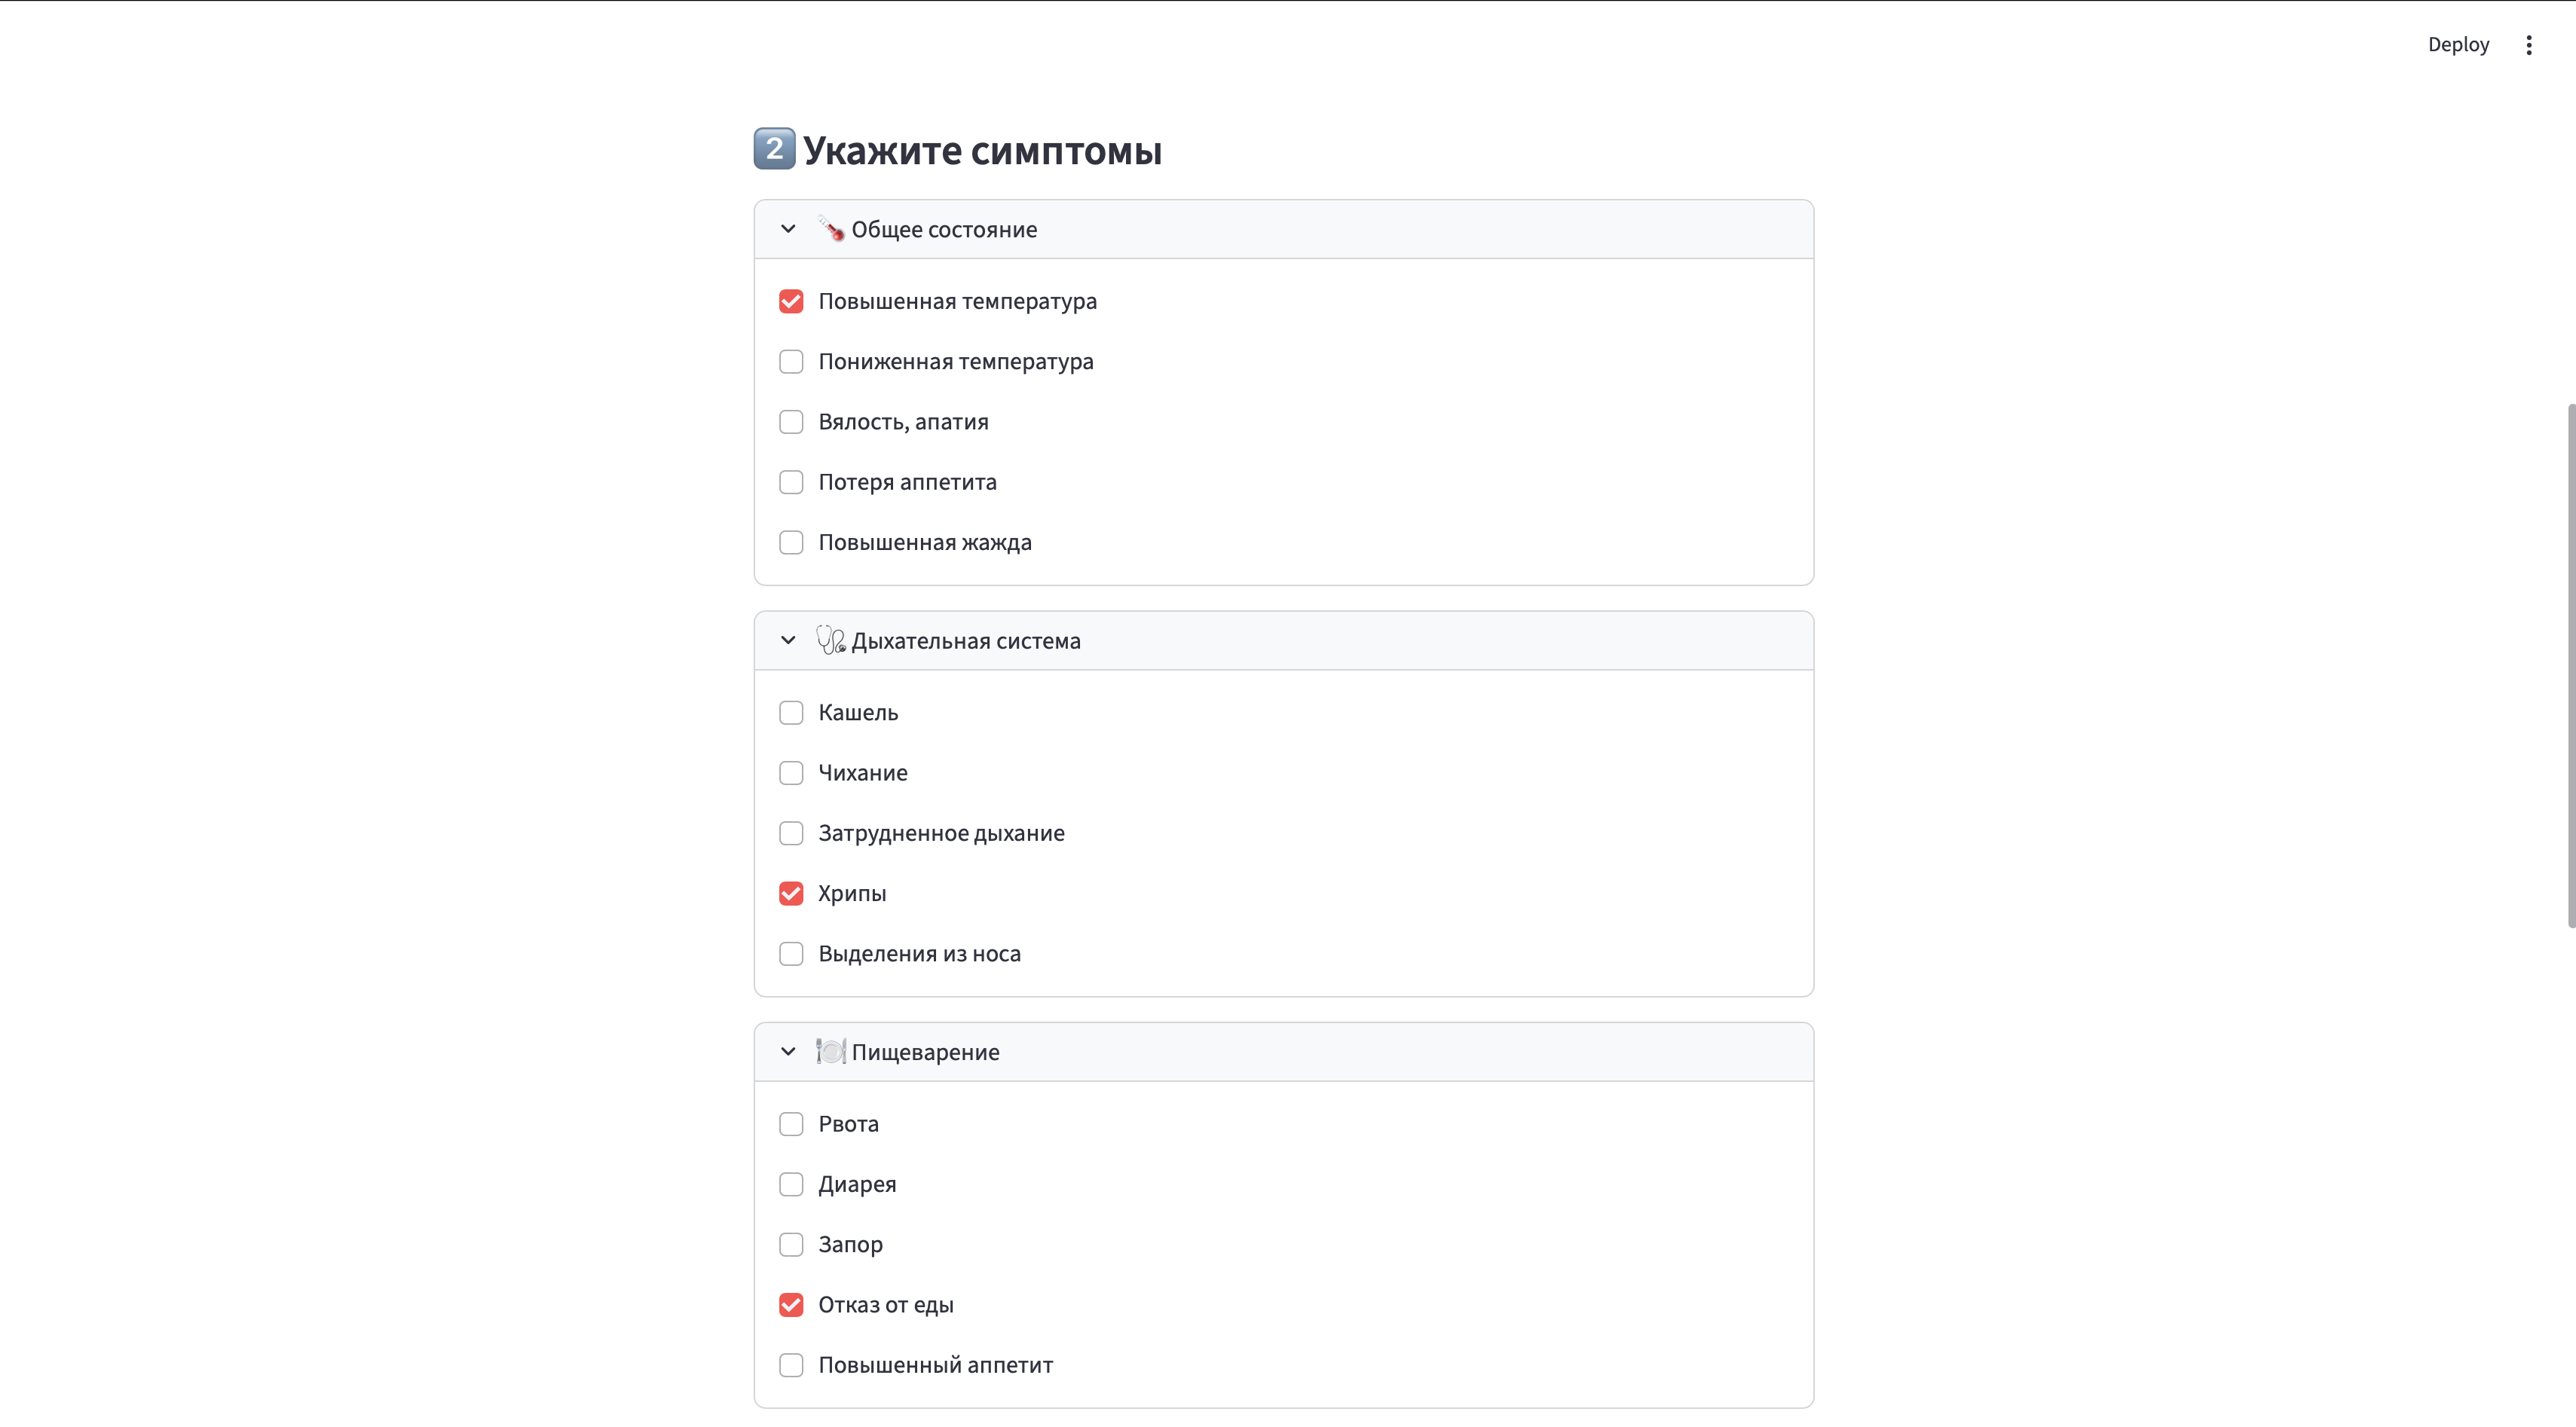 Deploy
2 Укажите симптомы
Общее состояние
Повышенная температура
Пониженная температура
Вялость, апатия
Потеря аппетита
Повышенная жажда
Дыхательная система
Кашель
Чихание
Затрудненное дыхание
Хрипы
Выделения из носа
Пищеварение
Рвота
Диарея
Запор
Отказ от еды
Повышенный аппетит